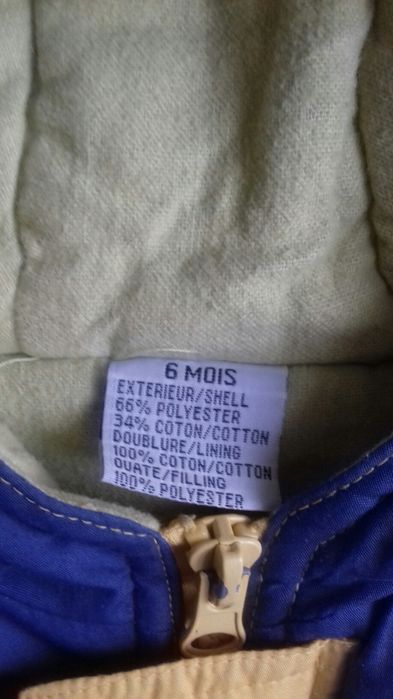 6 MOIS
EXTERIEUR/SHELL
66% POLYESTER
34% COTON/COTTON
DOUBLURE/LINING
100% COTON/COTTON
OUATE/FILLING
100% POLYESTER